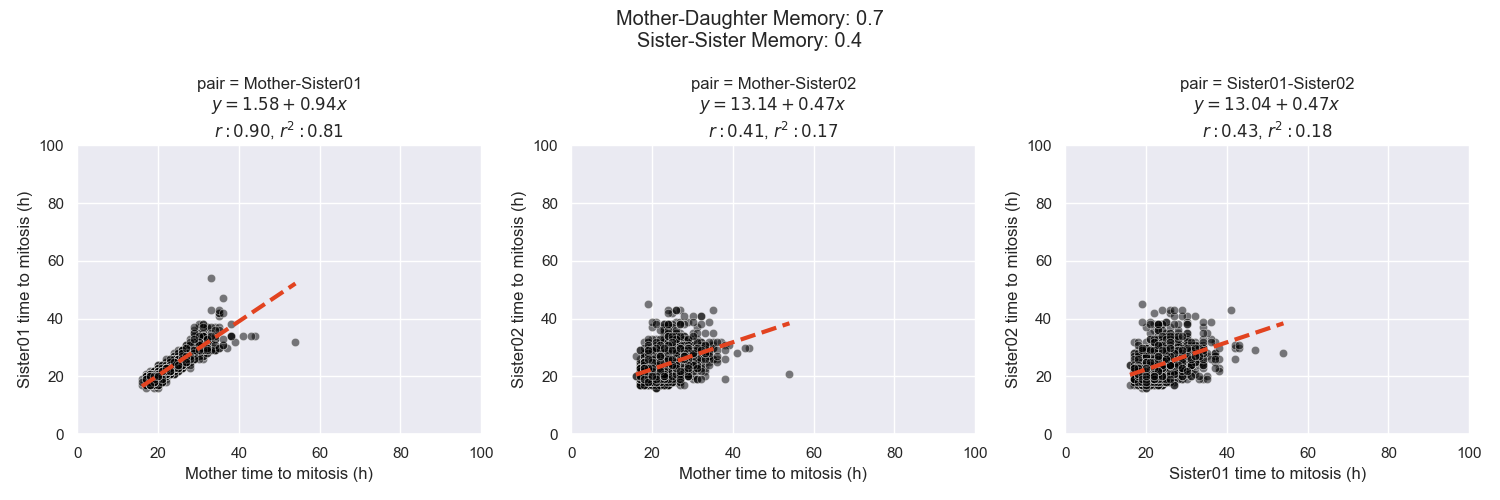 Mother-Daughter Memory: 0.7
Sister-Sister Memory: 0.4
pair = Mother-Sister01
y = 1.58 + 0.94x
r : 0.90, r² : 0.81
100
80
60
40
20
0
Sister01 time to mitosis (h)
0 20 40 60 80 100
Mother time to mitosis (h)
pair = Mother-Sister02
y = 13.14 + 0.47x
r : 0.41, r² : 0.17
100
80
60
40
20
0
Sister02 time to mitosis (h)
0 20 40 60 80 100
Mother time to mitosis (h)
pair = Sister01-Sister02
y = 13.04 + 0.47x
r : 0.43, r² : 0.18
100
80
60
40
20
0
Sister02 time to mitosis (h)
0 20 40 60 80 100
Sister01 time to mitosis (h)